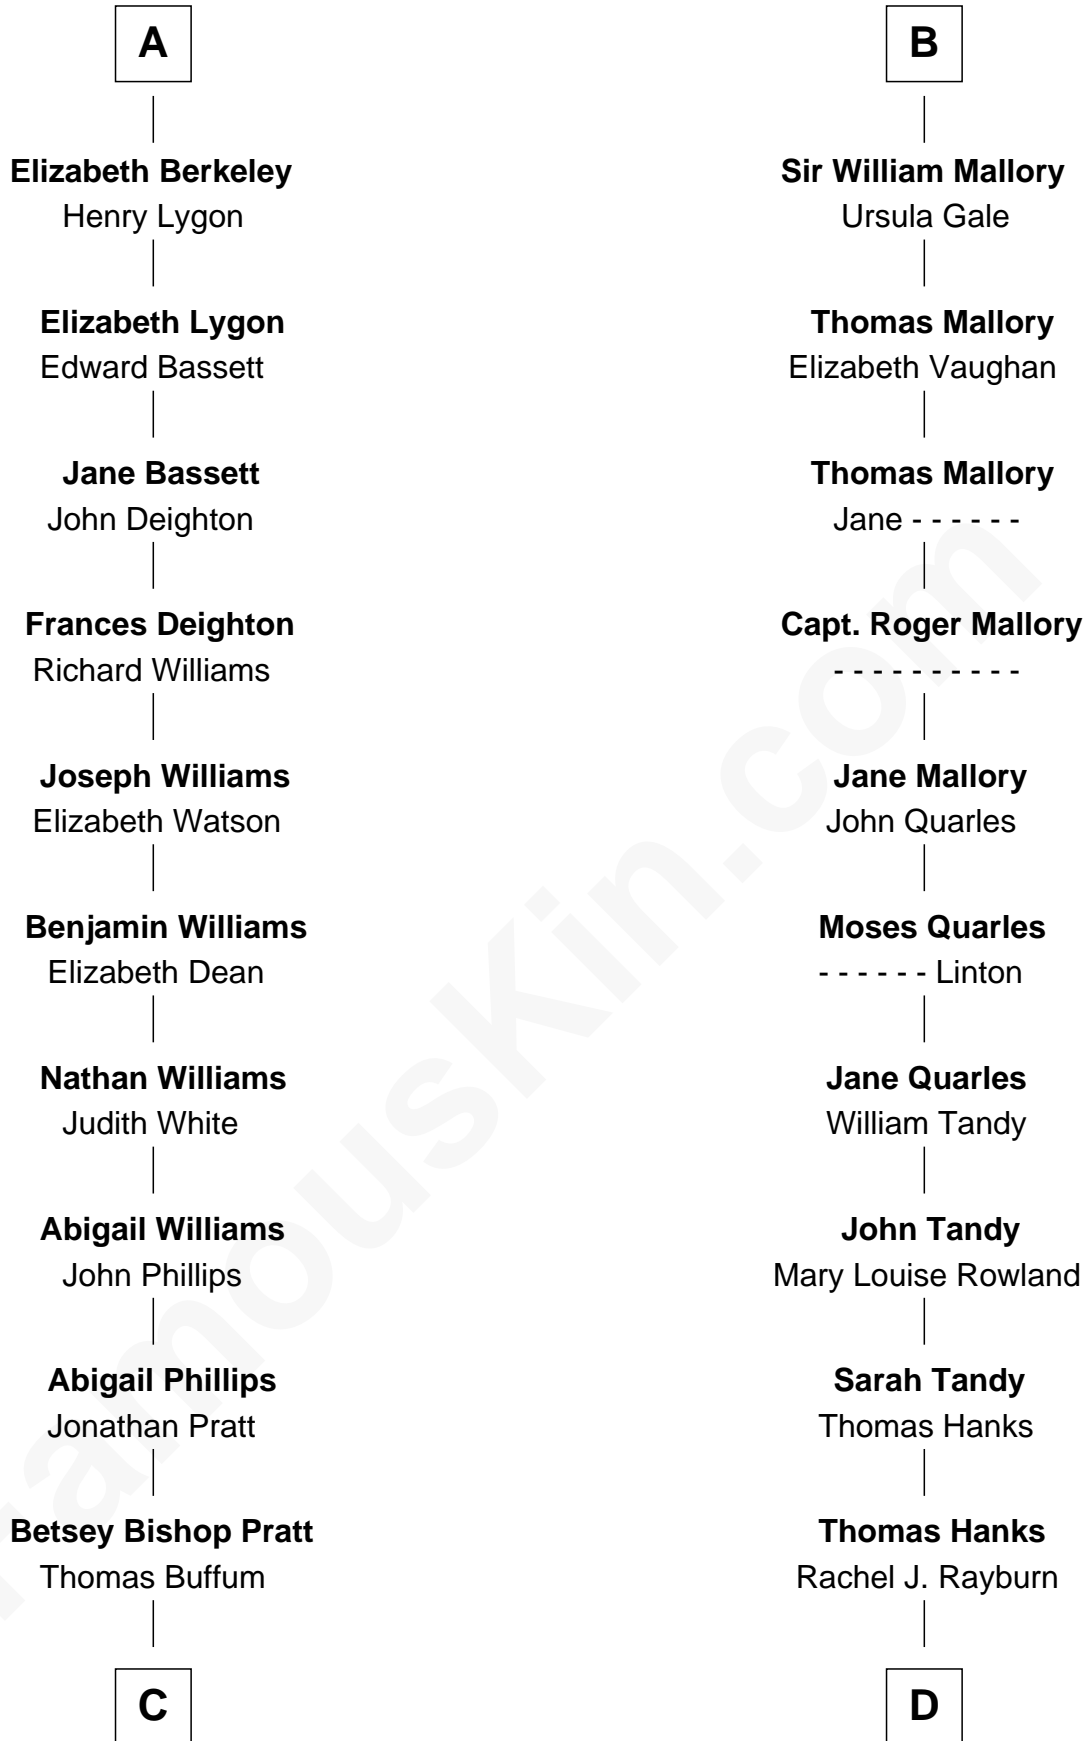 A
Elizabeth Berkeley
Henry Lygon
Elizabeth Lygon
Edward Bassett
Jane Bassett
John Deighton
Frances Deighton
Richard Williams
Joseph Williams
Elizabeth Watson
Benjamin Williams
Elizabeth Dean
Nathan Williams
Judith White
Abigail Williams
John Phillips
Abigail Phillips
Jonathan Pratt
Betsey Bishop Pratt
Thomas Buffum
C
B
Sir William Mallory
Ursula Gale
Thomas Mallory
Elizabeth Vaughan
Thomas Mallory
Jane - - - - - -
Capt. Roger Mallory
- - - - - - - - - -
Jane Mallory
John Quarles
Moses Quarles
- - - - - - Linton
Jane Quarles
William Tandy
John Tandy
Mary Louise Rowland
Sarah Tandy
Thomas Hanks
Thomas Hanks
Rachel J. Rayburn
D
FamousKin.com